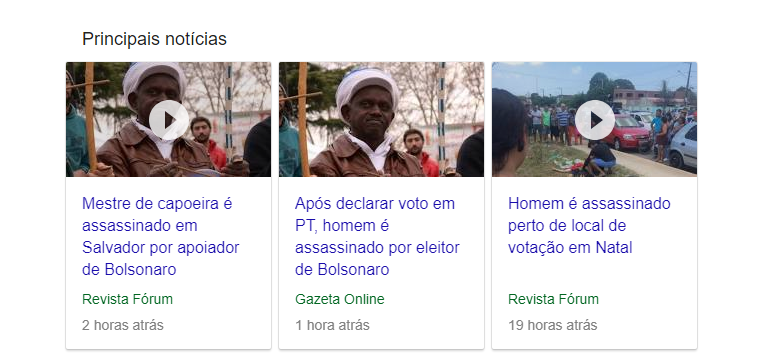 Principais notícias
Mestre de capoeira é
assassinado em
Salvador por apoiador
de Bolsonaro
Revista Fórum
2 horas atrás
Após declarar voto em
PT, homem é
assassinado por eleitor
de Bolsonaro
Gazeta Online
1 hora atrás
Homem é assassinado
perto de local de
votação em Natal
Revista Fórum
19 horas atrás